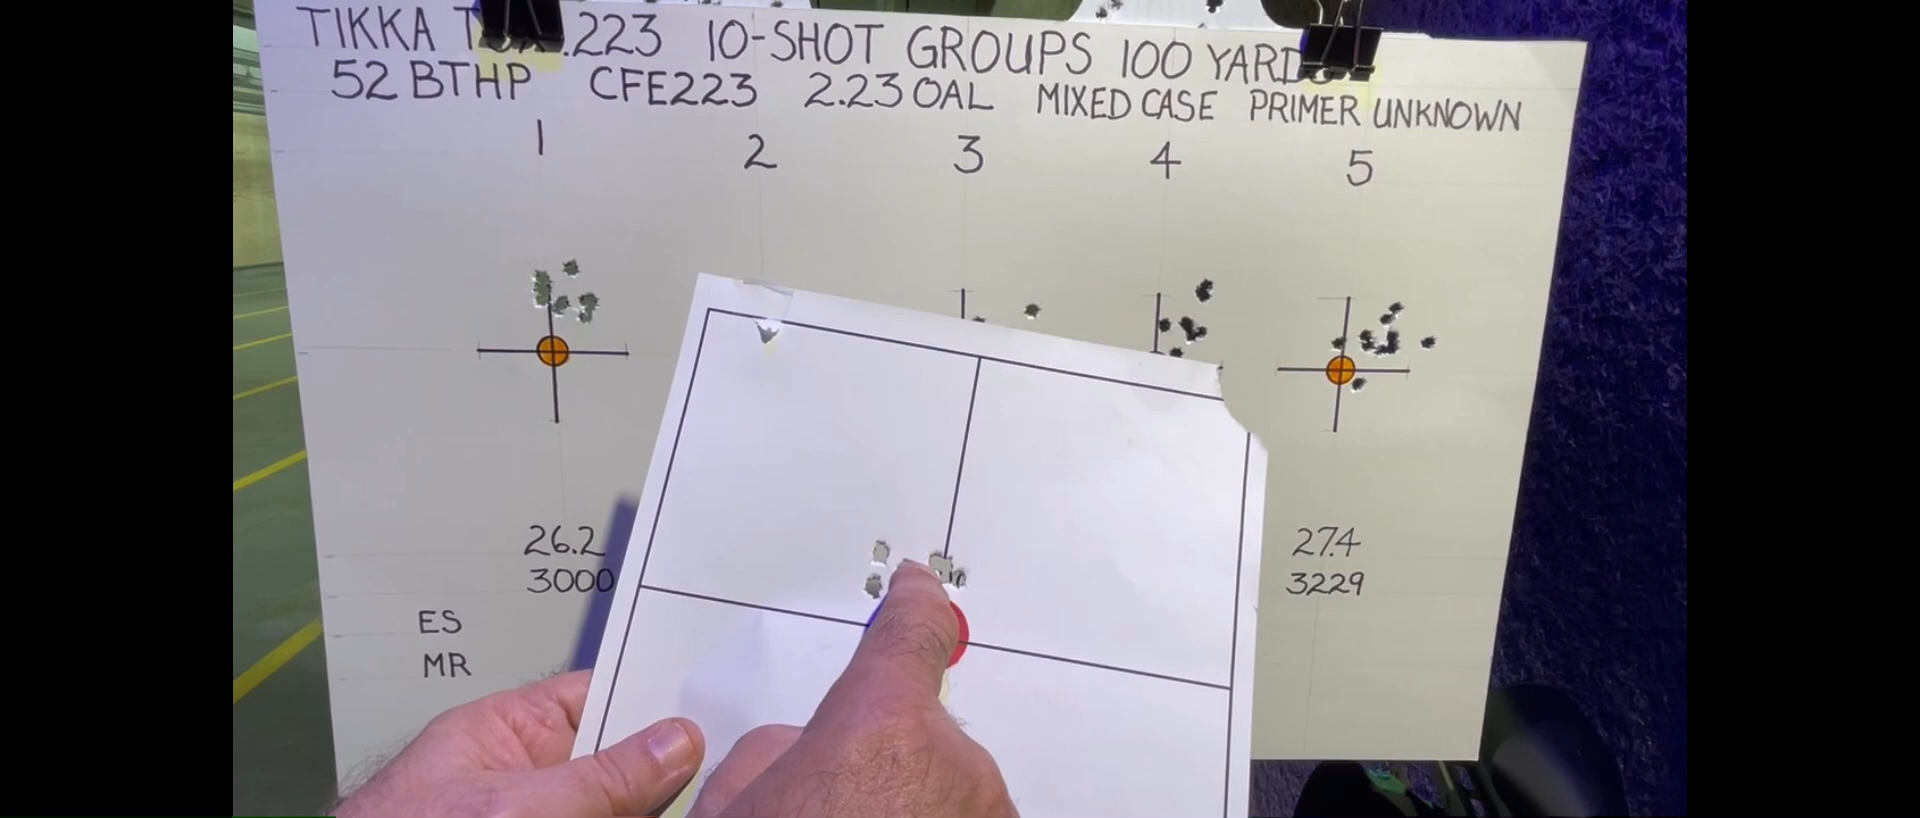 TIKKA .223 10-SHOT GROUPS 100 YARDS
52 BTHP CFE223 2.23 OAL MIXED CASE PRIMER UNKNOWN
1 2 3 4 5
26.2 27.4
3000 3229
ES
MR